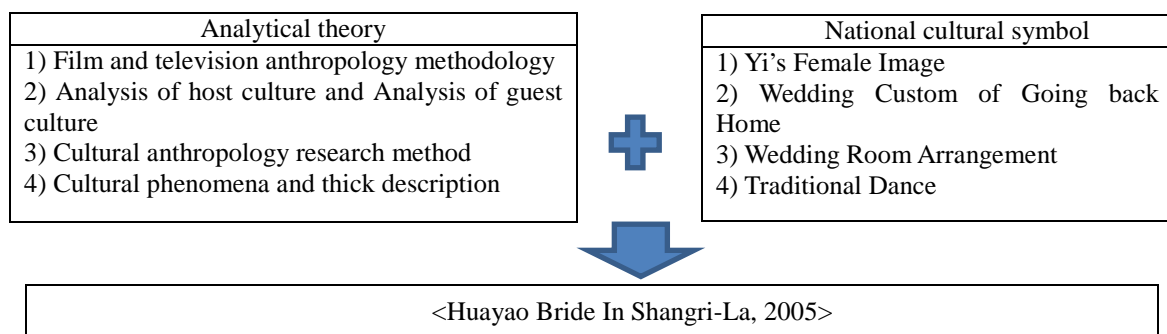 Analytical theory
1) Film and television anthropology methodology
2) Analysis of host culture and Analysis of guest
culture
3) Cultural anthropology research method
4) Cultural phenomena and thick description
National cultural symbol
1) Yi’s Female Image
2) Wedding Custom of Going back
Home
3) Wedding Room Arrangement
4) Traditional Dance
<Huayao Bride In Shangri-La, 2005>